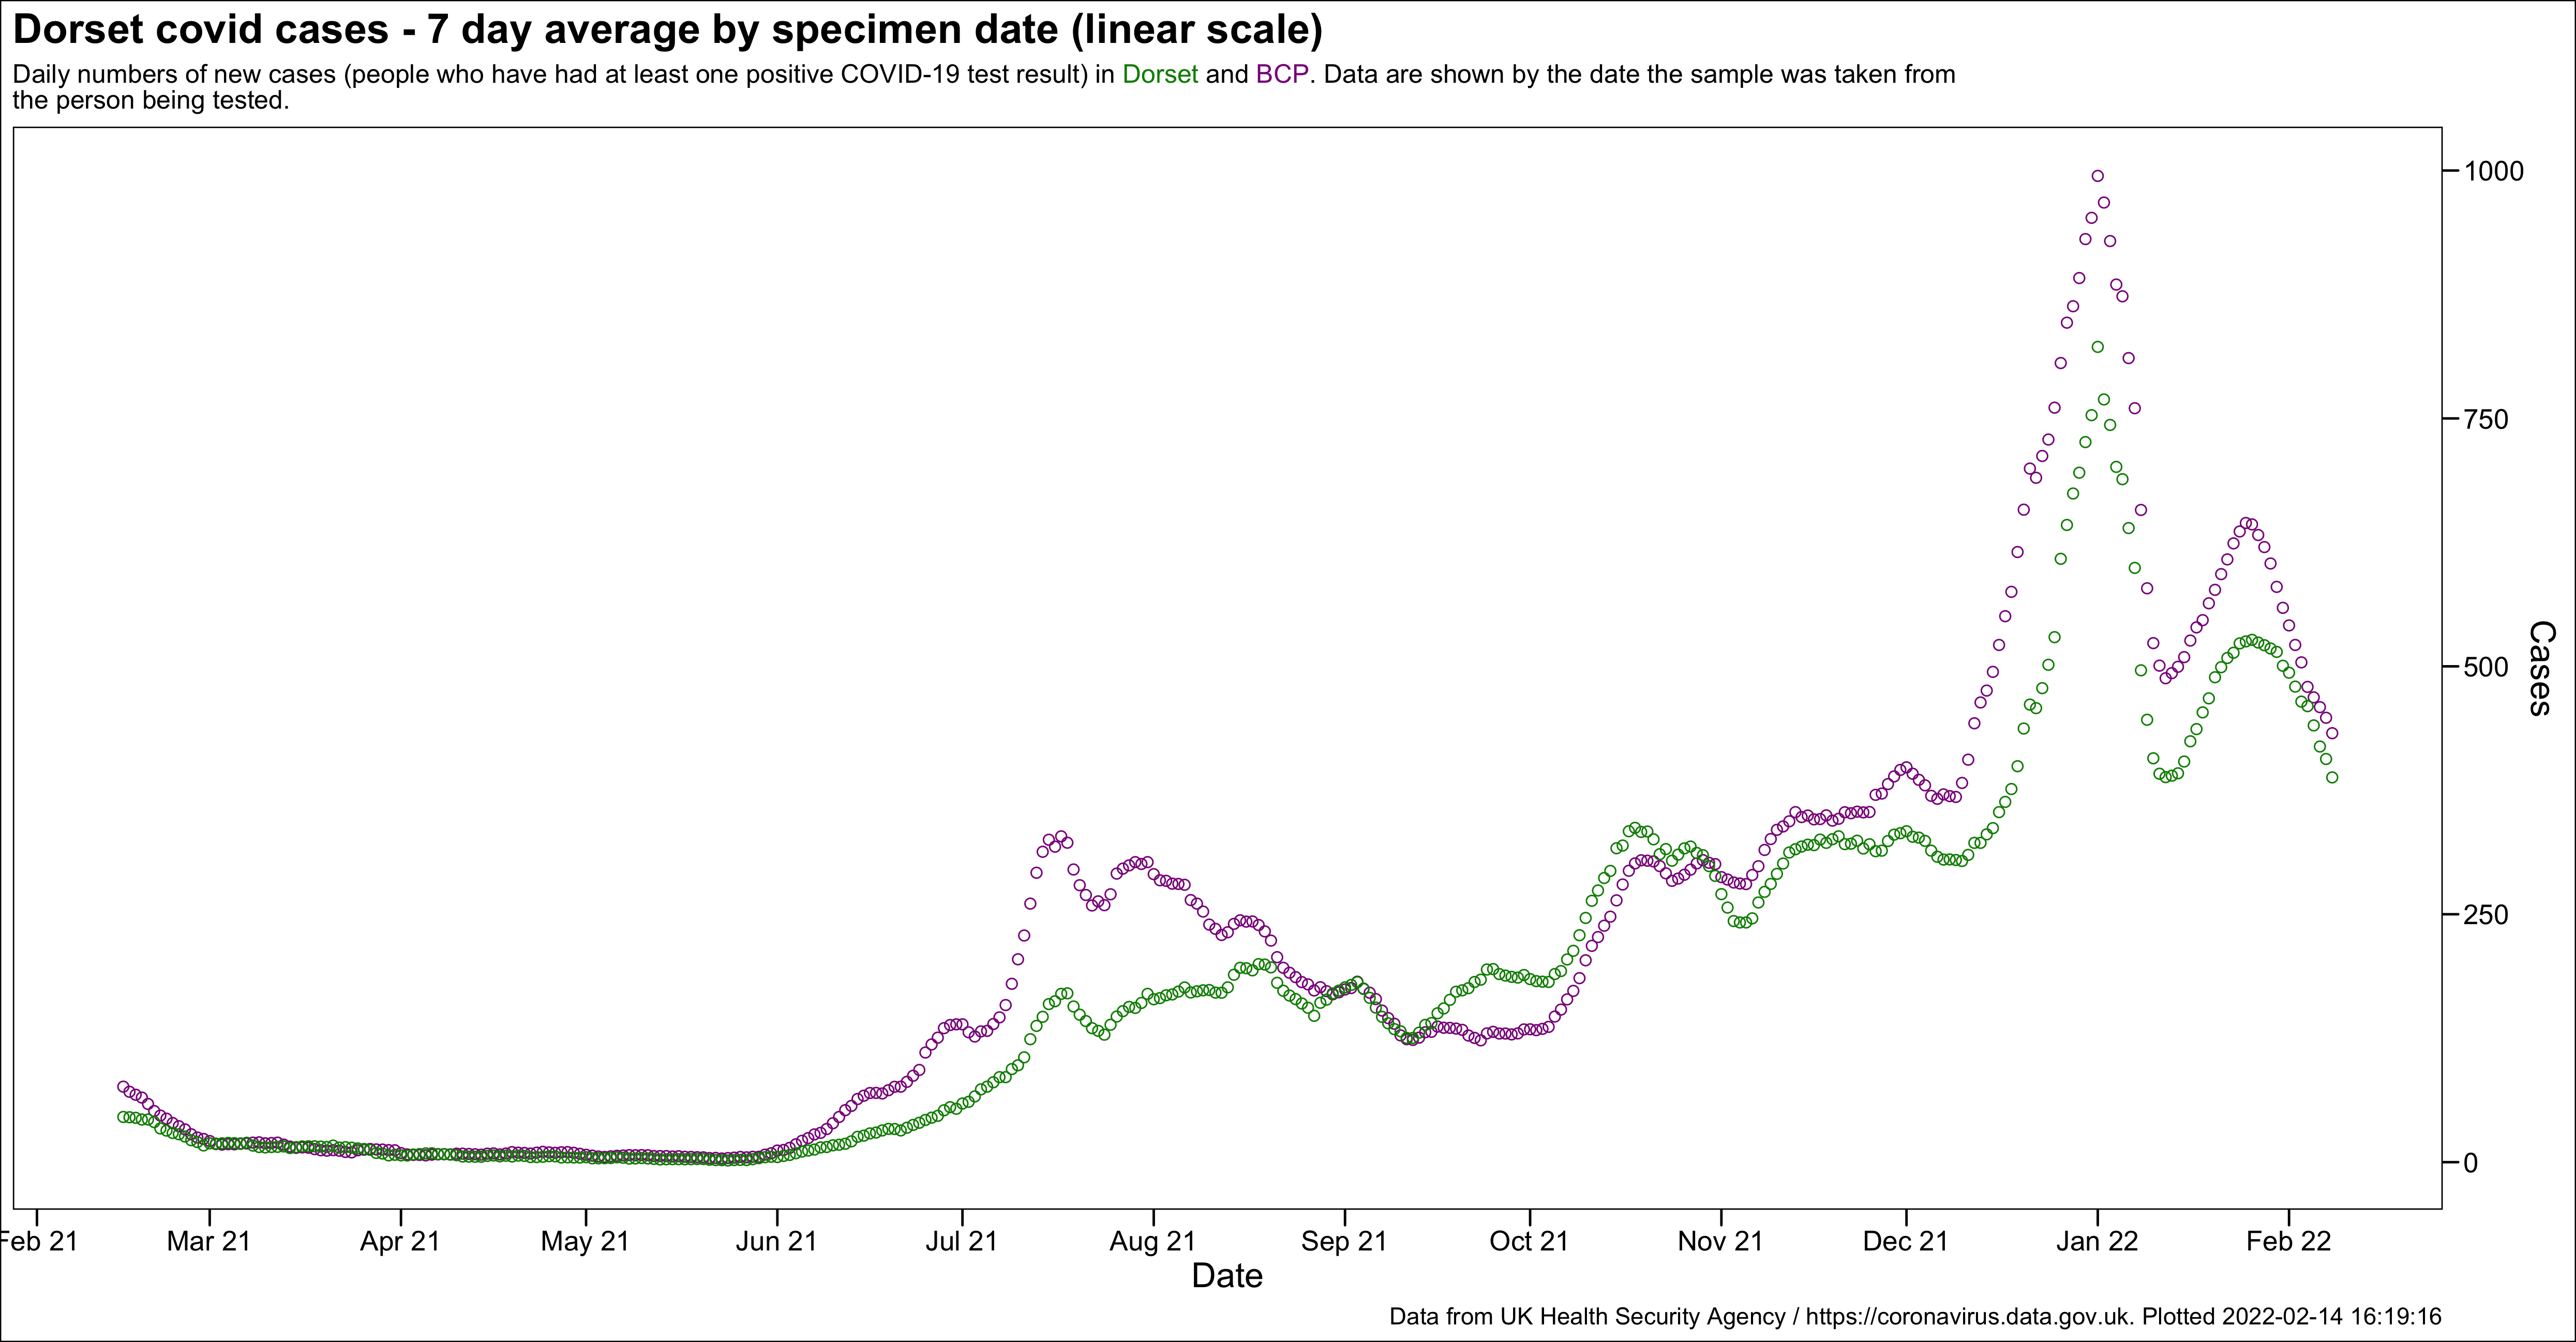 Dorset covid cases - 7 day average by specimen date (linear scale)
Daily numbers of new cases (people who have had at least one positive COVID-19 test result) in Dorset and BCP. Data are shown by the date the sample was taken from
the person being tested.
1000
750
500
250
0
Cases
Feb 21 Mar 21 Apr 21 May 21 Jun 21 Jul 21 Aug 21 Sep 21 Oct 21 Nov 21 Dec 21 Jan 22 Feb 22
Date
Data from UK Health Security Agency / https://coronavirus.data.gov.uk. Plotted 2022-02-14 16:19:16